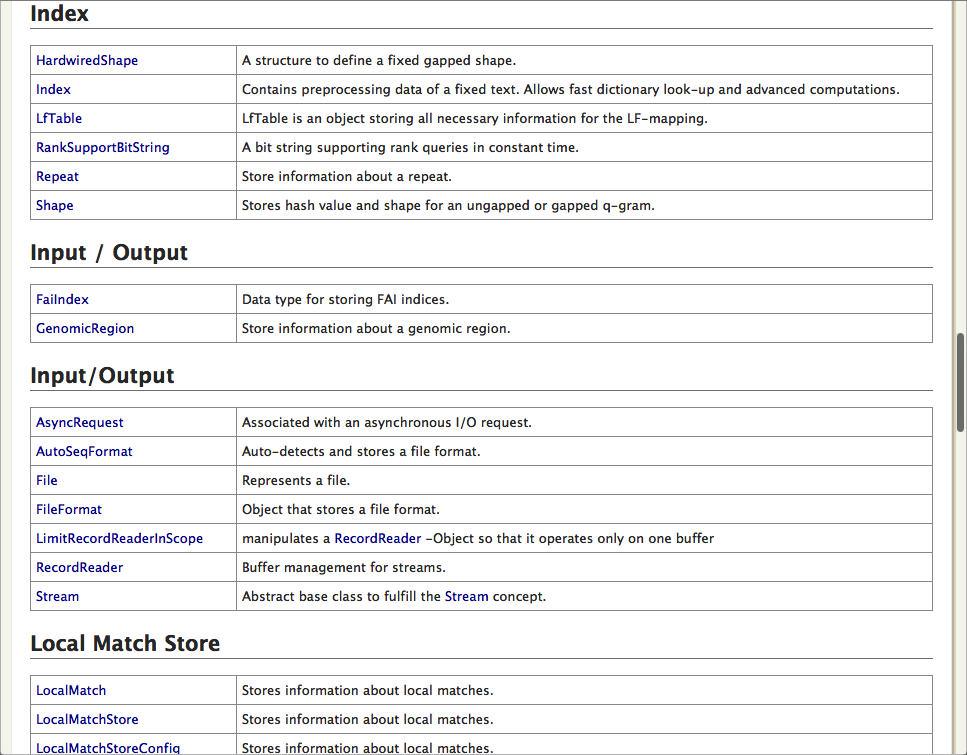 Index
HardwiredShape A structure to define a fixed gapped shape.
Index Contains preprocessing data of a fixed text. Allows fast dictionary look-up and advanced computations.
LfTable LfTable is an object storing all necessary information for the LF-mapping.
RankSupportBitString A bit string supporting rank queries in constant time.
Repeat Store information about a repeat.
Shape Stores hash value and shape for an ungapped or gapped q-gram.
Input / Output
FaiIndex Data type for storing FAI indices.
GenomicRegion Store information about a genomic region.
Input/Output
AsyncRequest Associated with an asynchronous I/O request.
AutoSeqFormat Auto-detects and stores a file format.
File Represents a file.
FileFormat Object that stores a file format.
LimitRecordReaderInScope manipulates a RecordReader -Object so that it operates only on one buffer
RecordReader Buffer management for streams.
Stream Abstract base class to fulfill the Stream concept.
Local Match Store
LocalMatch Stores information about local matches.
LocalMatchStore Stores information about local matches.
LocalMatchStoreConfig Stores information about local matches.